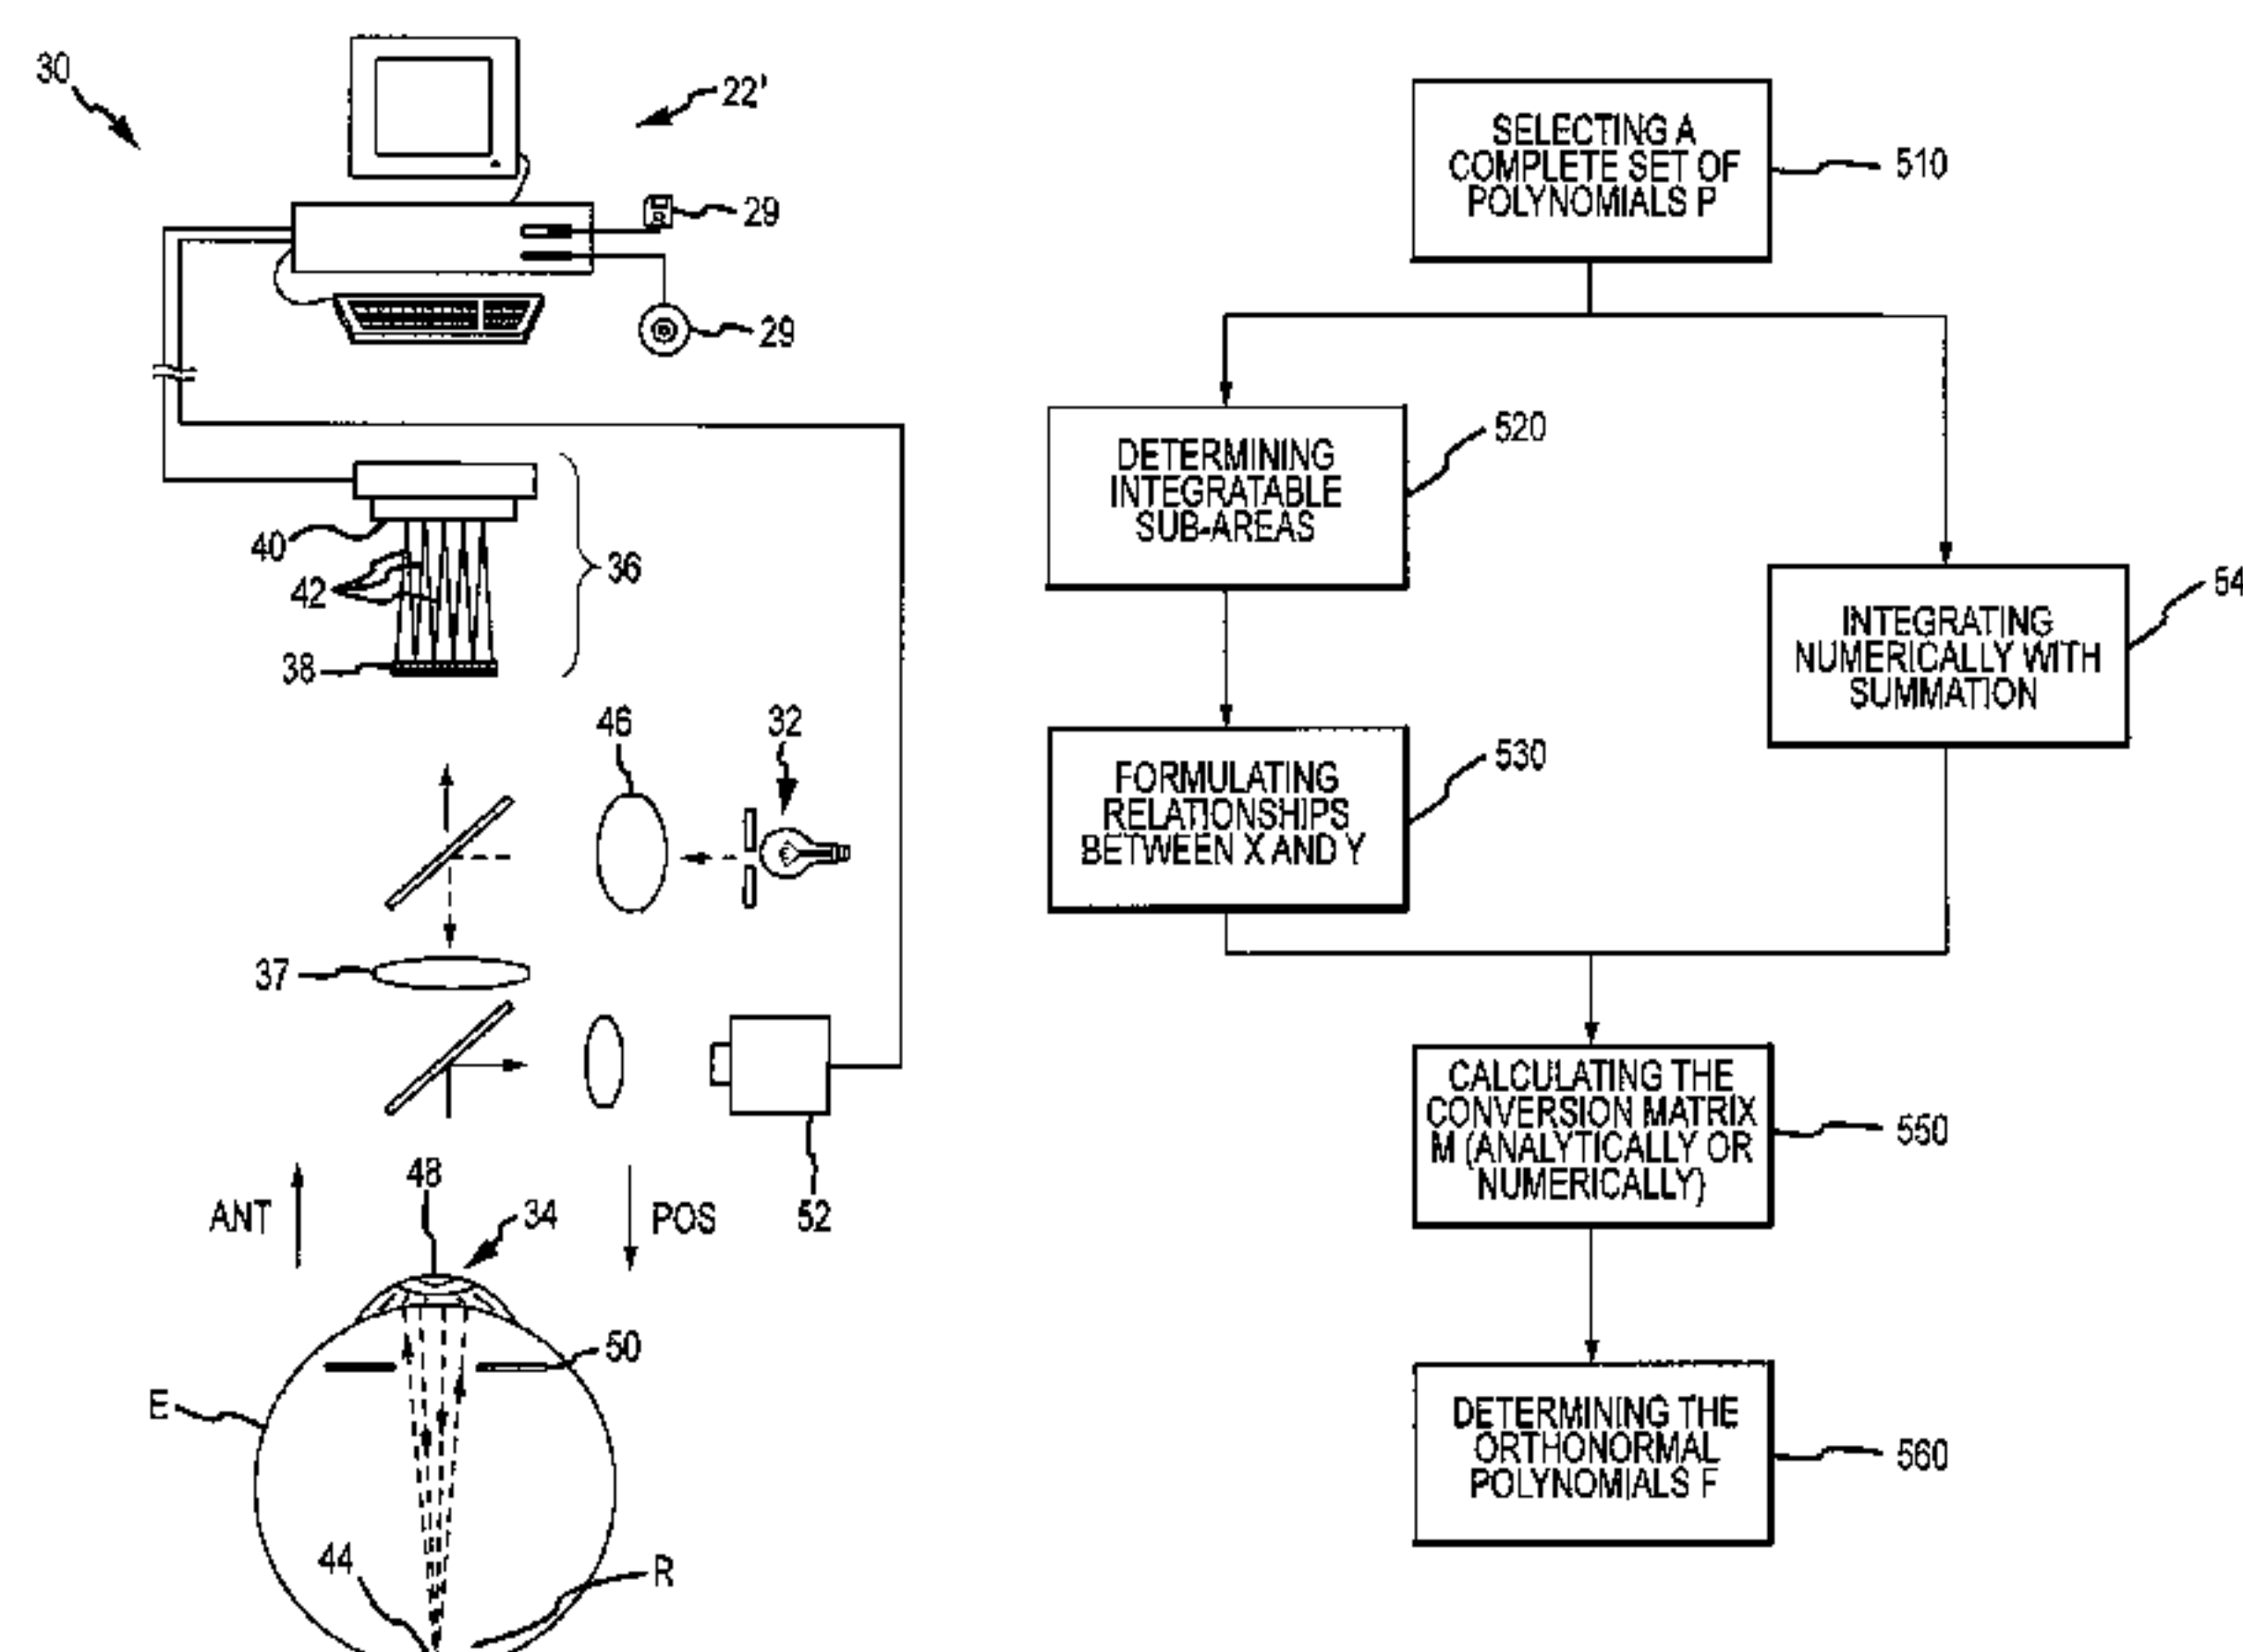 30
22'
29
29
40
42
36
38
46
32
37
48
ANT
34
POS
52
50
E
44
R
SELECTING A
COMPLETE SET OF
POLYNOMIALS P
510
DETERMINING
INTEGRATABLE
SUB-AREAS
520
INTEGRATING
NUMERICALLY WITH
SUMMATION
54
FORMULATING
RELATIONSHIPS
BETWEEN X AND Y
530
CALCULATING THE
CONVERSION MATRIX
M (ANALYTICALLY OR
NUMERICALLY)
550
DETERMINING THE
ORTHONORMAL
POLYNOMIALS F
560